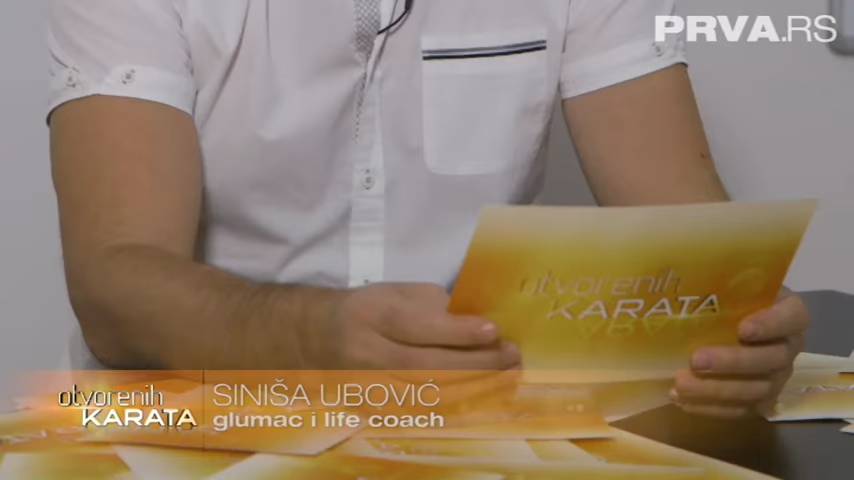 PRVA.RS
otvorenih
KARATA
otvorenih
KARATA
SINIŠA UBOVIĆ
glumac i life coach